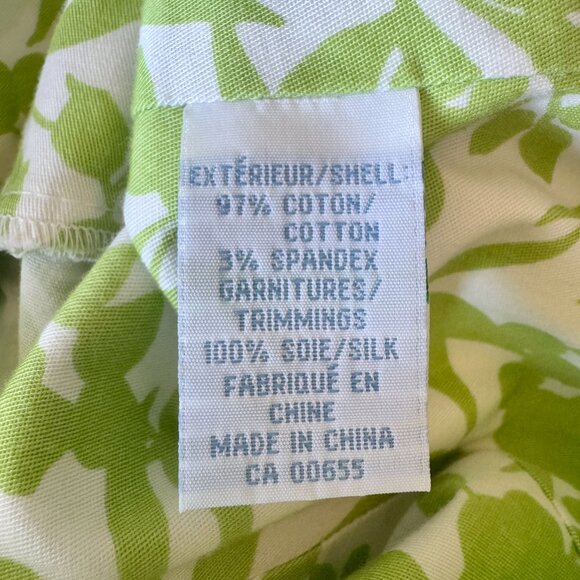 EXTÉRIEUR/SHELL:
97% COTON/
COTTON
3% SPANDEX
GARNITURES/
TRIMMINGS
100% SOIE/SILK
FABRIQUÉ EN
CHINE
MADE IN CHINA
CA 00655